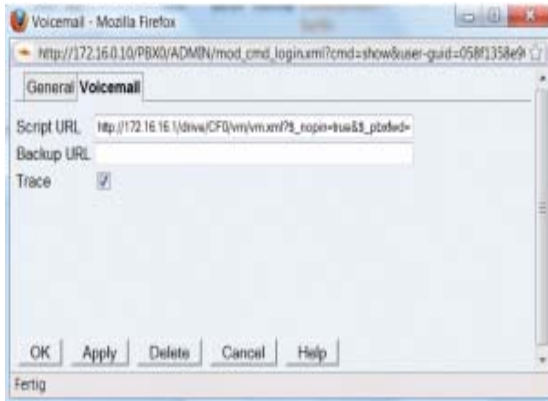 Voicemail - Mozilla Firefox
http://172.16.0.10/PBX0/ADMIN/mod_cmd_login.xml?cmd=show&user-guid=058f1358e9
General Voicemail
Script URL http://172.16.16.1/drive/CF0/vm/vm.xml?$_nopin=true&$_pbxfwd=
Backup URL
Trace
OK Apply Delete Cancel Help
Fertig